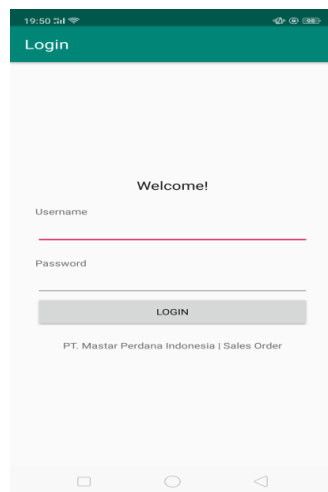 19:50
Login
Welcome!
Username
Password
LOGIN
PT. Mastar Perdana Indonesia | Sales Order